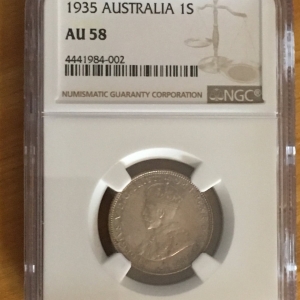 1935 AUSTRALIA 1S
AU 58
4441984-002
NUMISMATIC GUARANTY CORPORATION
NGC®